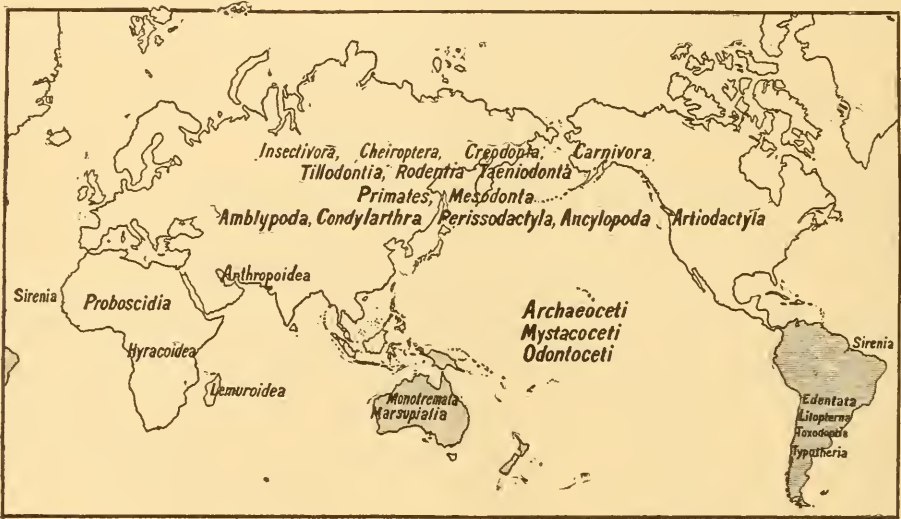 Insectivora, Cheiroptera, Creodonta, Carnivora
Tillodontia, Rodentia Taeniodonta
Primates, Mesodonta
Amblypoda, Condylarthra Perissodactyla, Ancylopoda Artiodactyla
Anthropoidea
Sirenia
Proboscidia
Archaeoceti
Mystacoceti
Odontoceti
Hyracoidea
Sirenia
Lemuroidea
Monotremata
Marsupialia
Edentata
Litopterna
Toxodontia
Typotheria